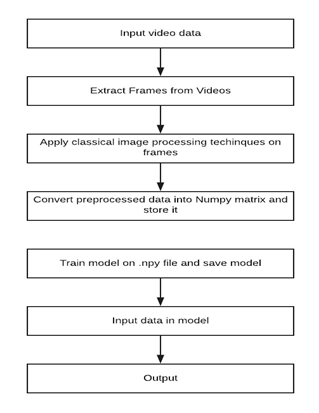 Input video data
Extract Frames from Videos
Apply classical image processing techinques on
frames
Convert preprocessed data into Numpy matrix and
store it
Train model on .npy file and save model
Input data in model
Output